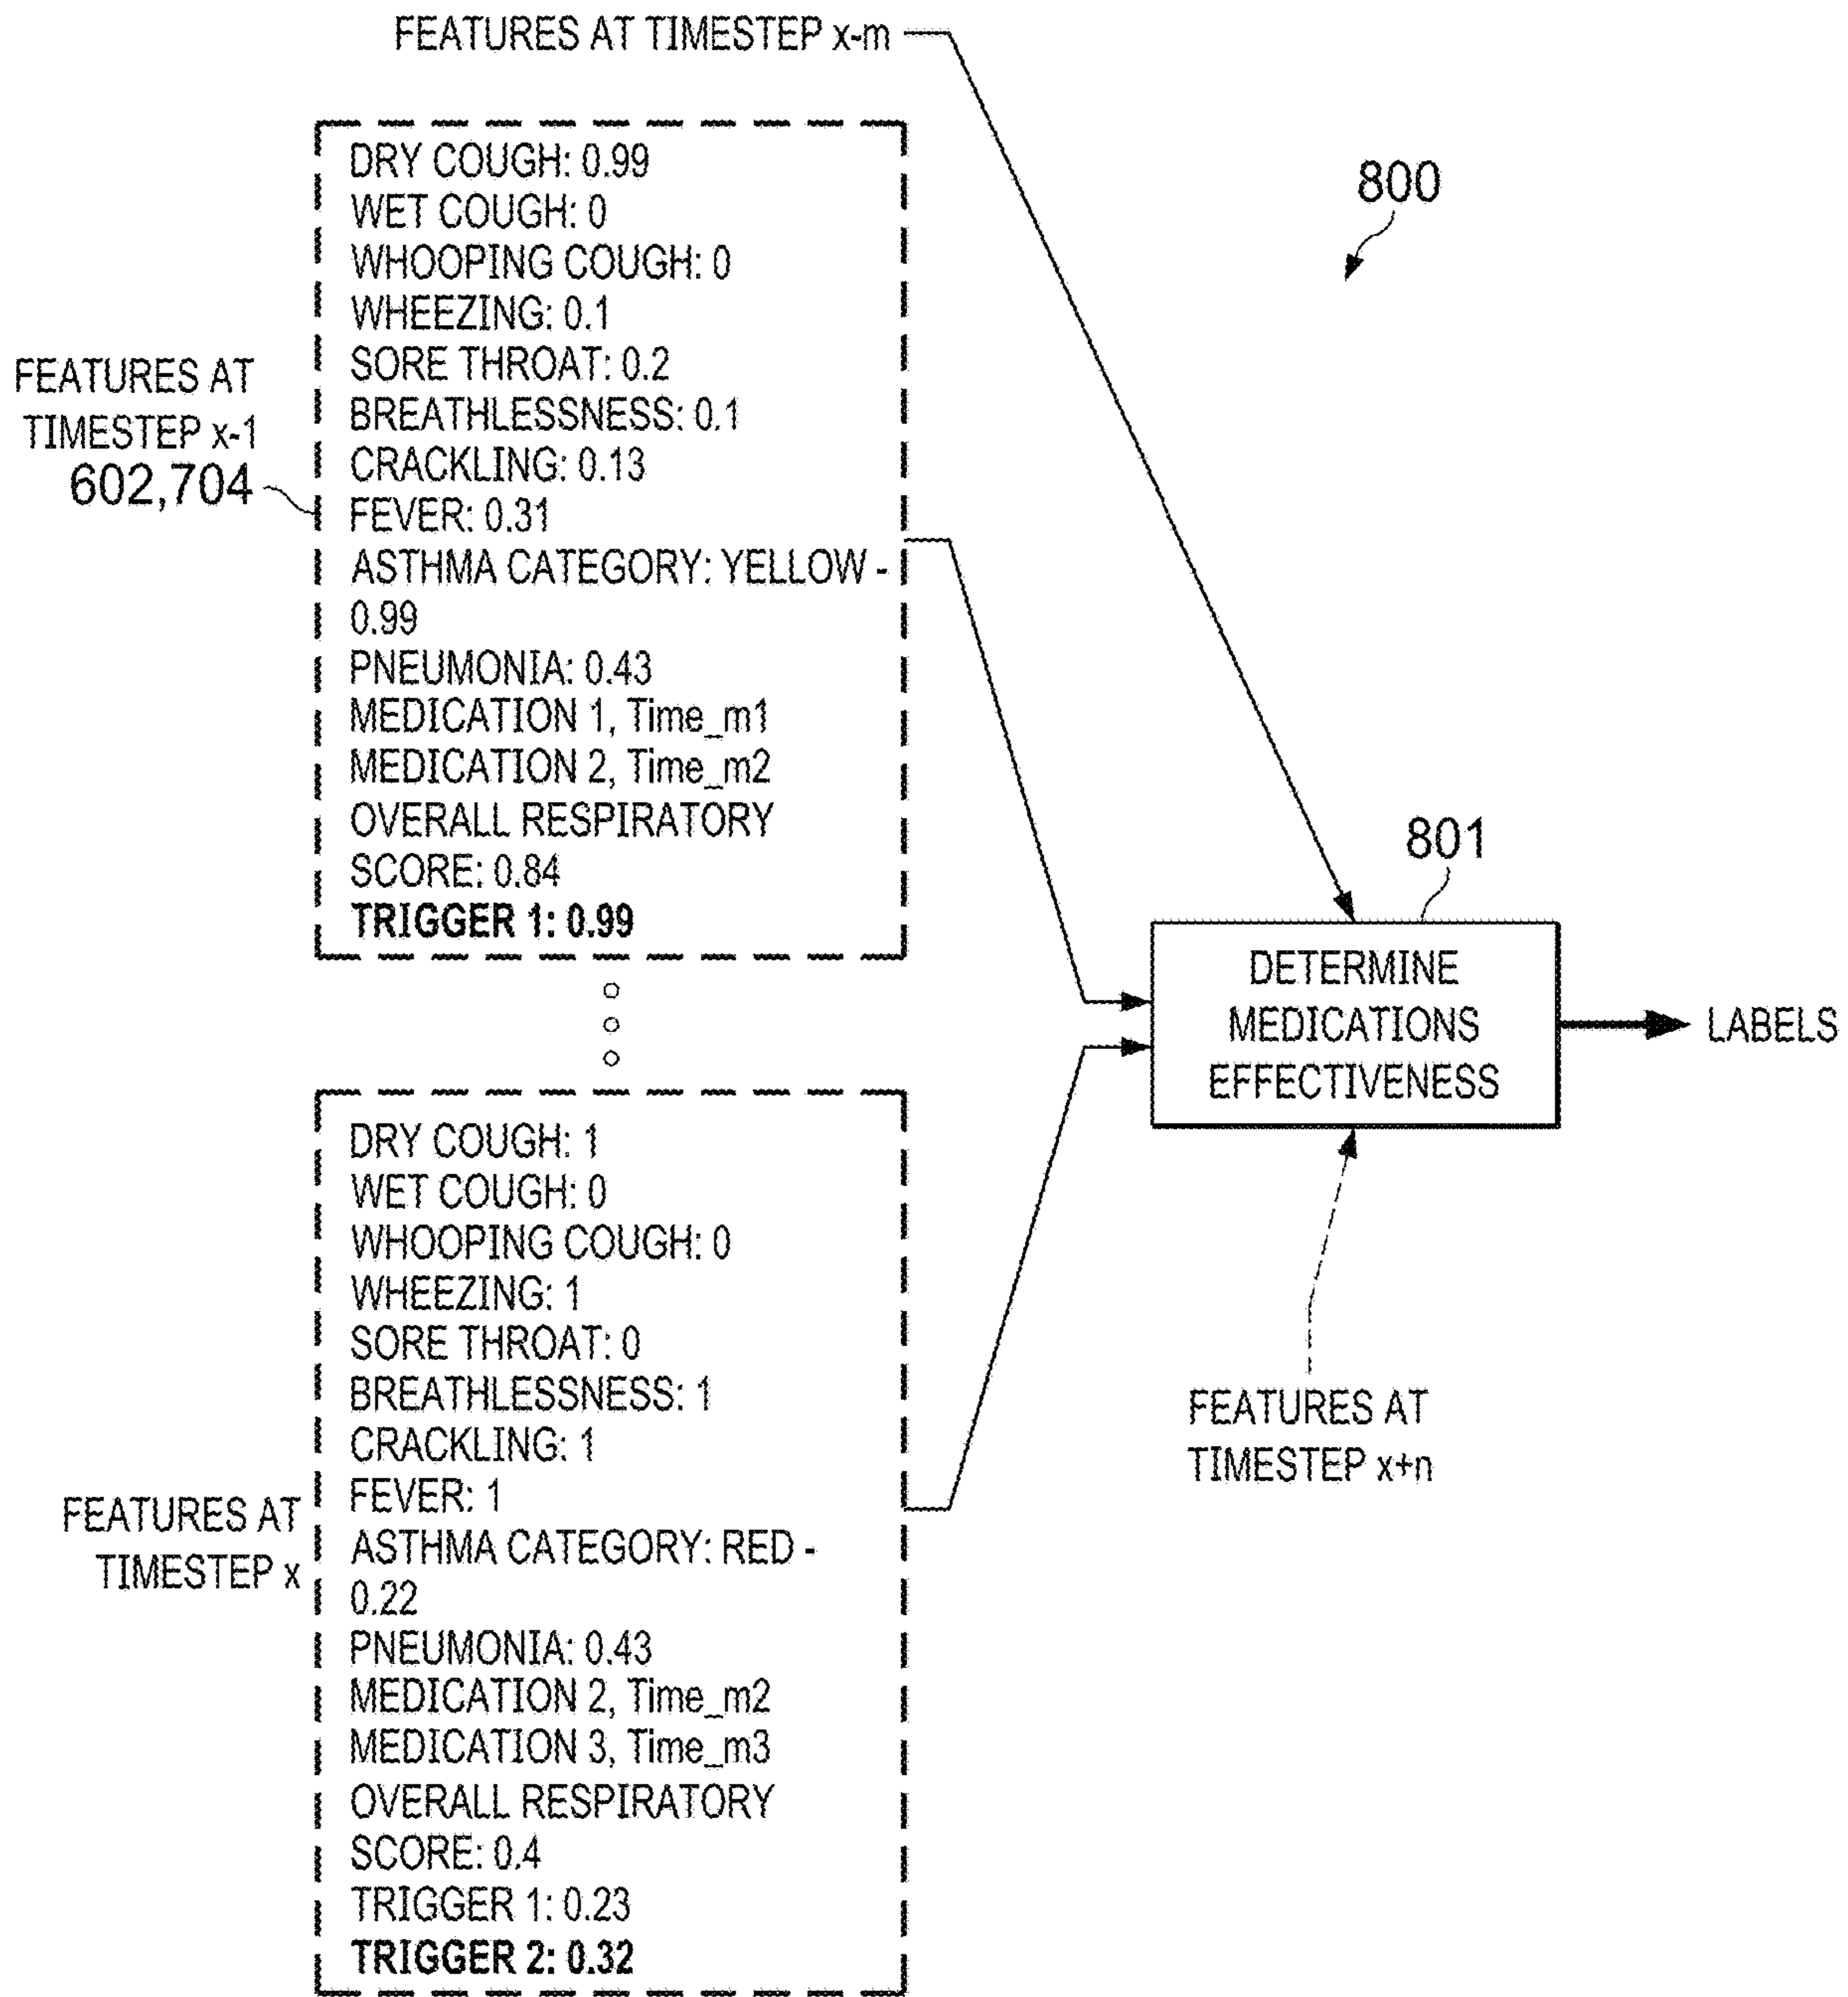 FEATURES AT TIMESTEP x-m
800
FEATURES AT
TIMESTEP x-1
602,704
DRY COUGH: 0.99
WET COUGH: 0
WHOOPING COUGH: 0
WHEEZING: 0.1
SORE THROAT: 0.2
BREATHLESSNESS: 0.1
CRACKLING: 0.13
FEVER: 0.31
ASTHMA CATEGORY: YELLOW -
0.99
PNEUMONIA: 0.43
MEDICATION 1, Time_m1
MEDICATION 2, Time_m2
OVERALL RESPIRATORY
SCORE: 0.84
TRIGGER 1: 0.99
801
DETERMINE
MEDICATIONS
EFFECTIVENESS
LABELS
FEATURES AT
TIMESTEP x+n
FEATURES AT
TIMESTEP x
DRY COUGH: 1
WET COUGH: 0
WHOOPING COUGH: 0
WHEEZING: 1
SORE THROAT: 0
BREATHLESSNESS: 1
CRACKLING: 1
FEVER: 1
ASTHMA CATEGORY: RED -
0.22
PNEUMONIA: 0.43
MEDICATION 2, Time_m2
MEDICATION 3, Time_m3
OVERALL RESPIRATORY
SCORE: 0.4
TRIGGER 1: 0.23
TRIGGER 2: 0.32